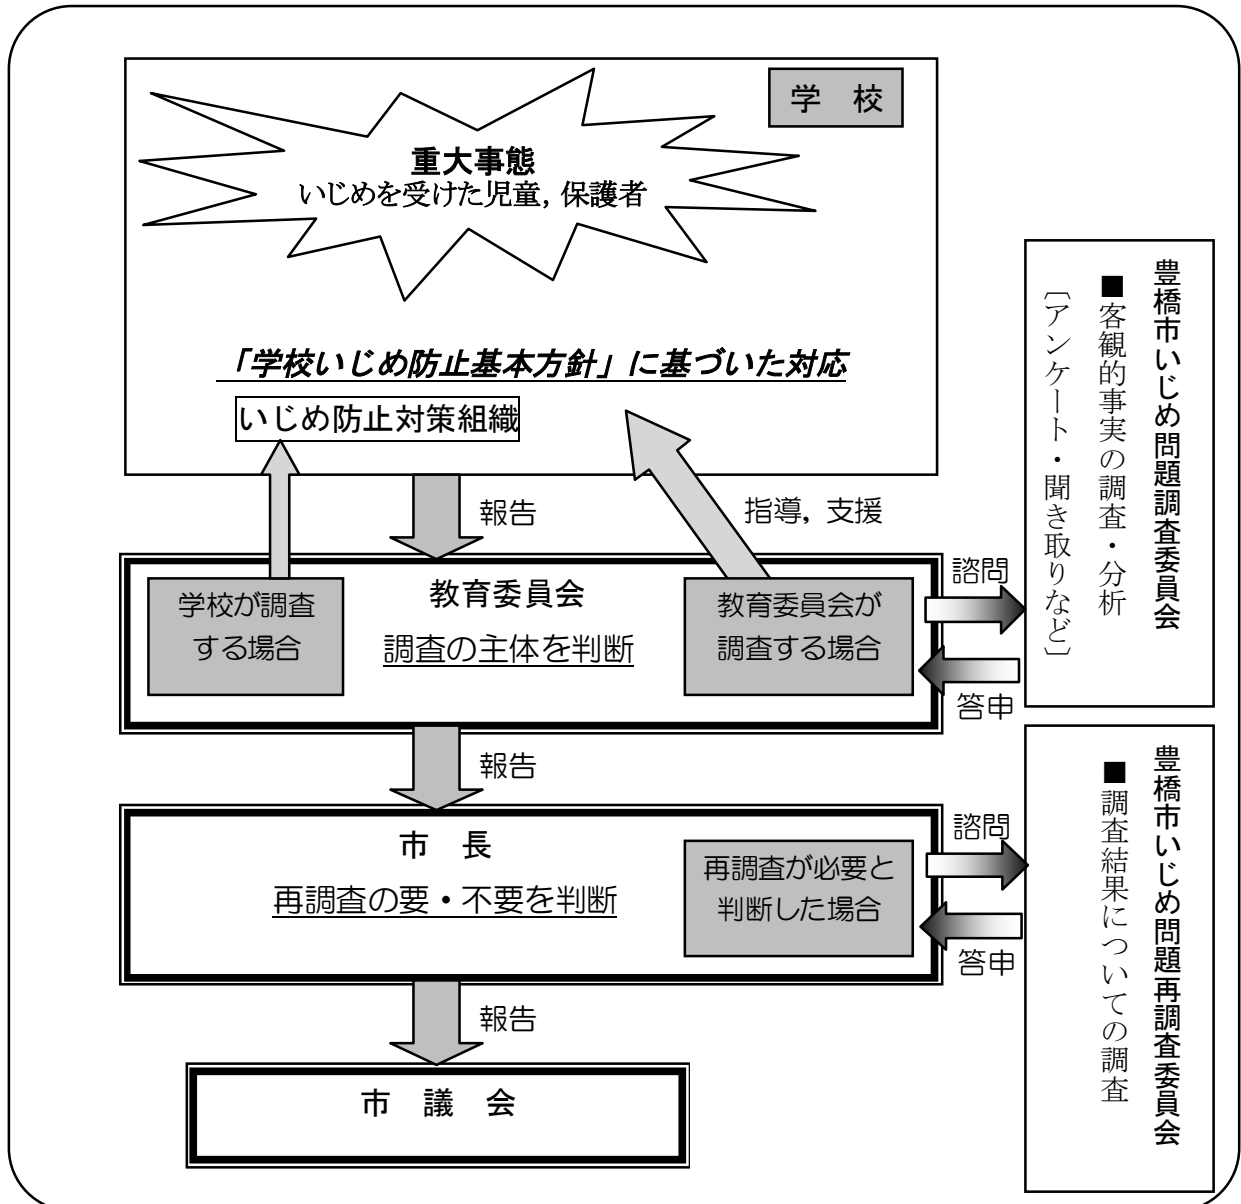 学　校
重大事態
いじめを受けた児童，保護者
「学校いじめ防止基本方針」に基づいた対応
いじめ防止対策組織
報告
指導，支援
教育委員会
調査の主体を判断
学校が調査
する場合
教育委員会が
調査する場合
諮問
答申
豊橋市いじめ問題調査委員会
■客観的事実の調査・分析
〔アンケート・聞き取りなど〕
報告
市　長
再調査の要・不要を判断
再調査が必要と
判断した場合
諮問
答申
豊橋市いじめ問題再調査委員会
■調査結果についての調査
報告
市　議　会